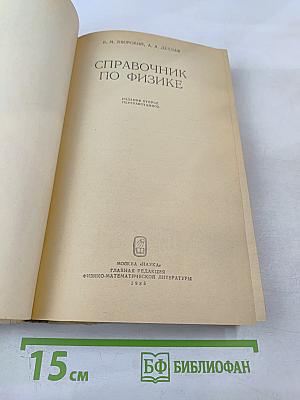 Б. М. ЯВОРСКИЙ, А. А. ДЕТЛАФ
СПРАВОЧНИК
ПО ФИЗИКЕ
ИЗДАНИЕ ВТОРОЕ,
ПЕРЕРАБОТАННОЕ
МОСКВА «НАУКА»
ГЛАВНАЯ РЕДАКЦИЯ
ФИЗИКО-МАТЕМАТИЧЕСКОЙ ЛИТЕРАТУРЫ
1985
15 см
БФ БИБЛИОФАН